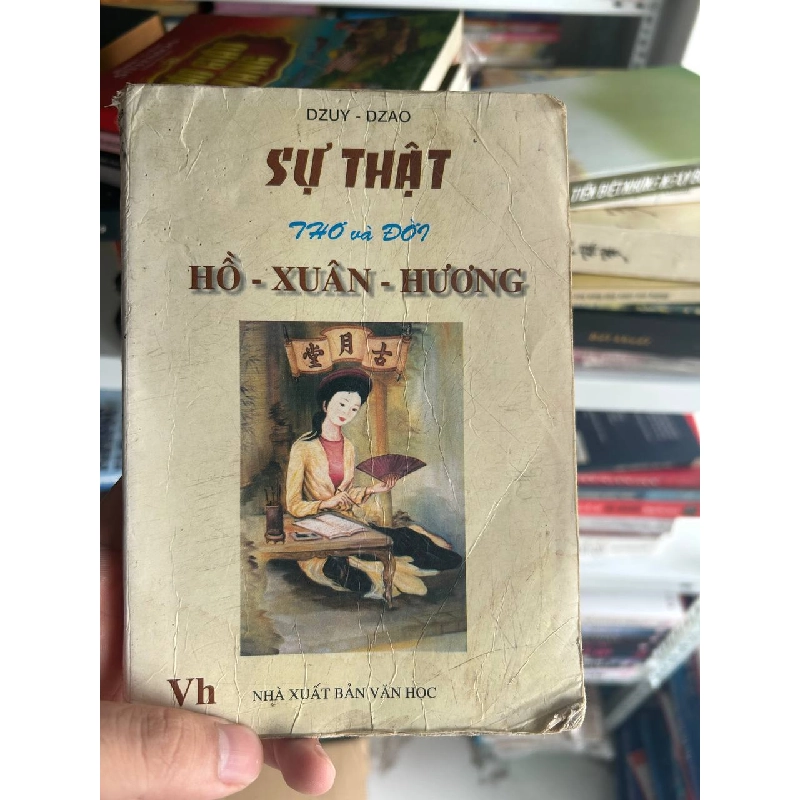 DZUY - DZAO
SỰ THẬT
THƠ và ĐỜI
HỒ - XUÂN - HƯƠNG
堂月古
Vh
NHÀ XUẤT BẢN VĂN HỌC